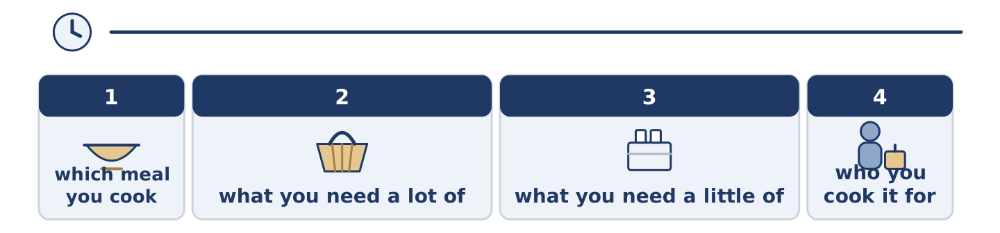 1
2
3
4
which meal
you cook
what you need a lot of
what you need a little of
who you
cook it for